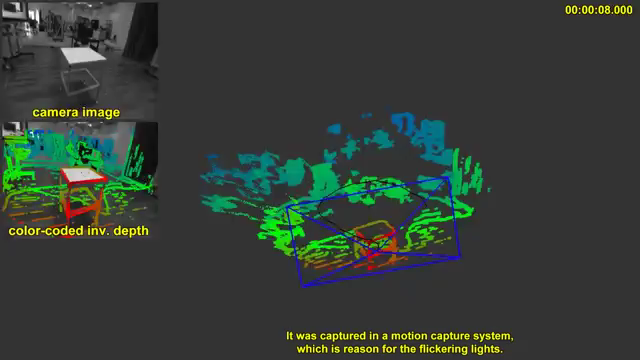 00:00:08.000
camera image
color-coded inv. depth
It was captured in a motion capture system,
which is reason for the flickering lights.